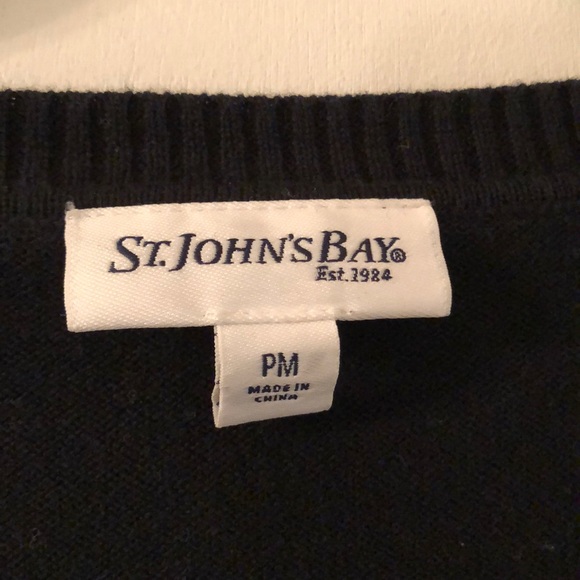 ST. JOHN'S BAY®
Est. 1984
PM
MADE IN
CHINA